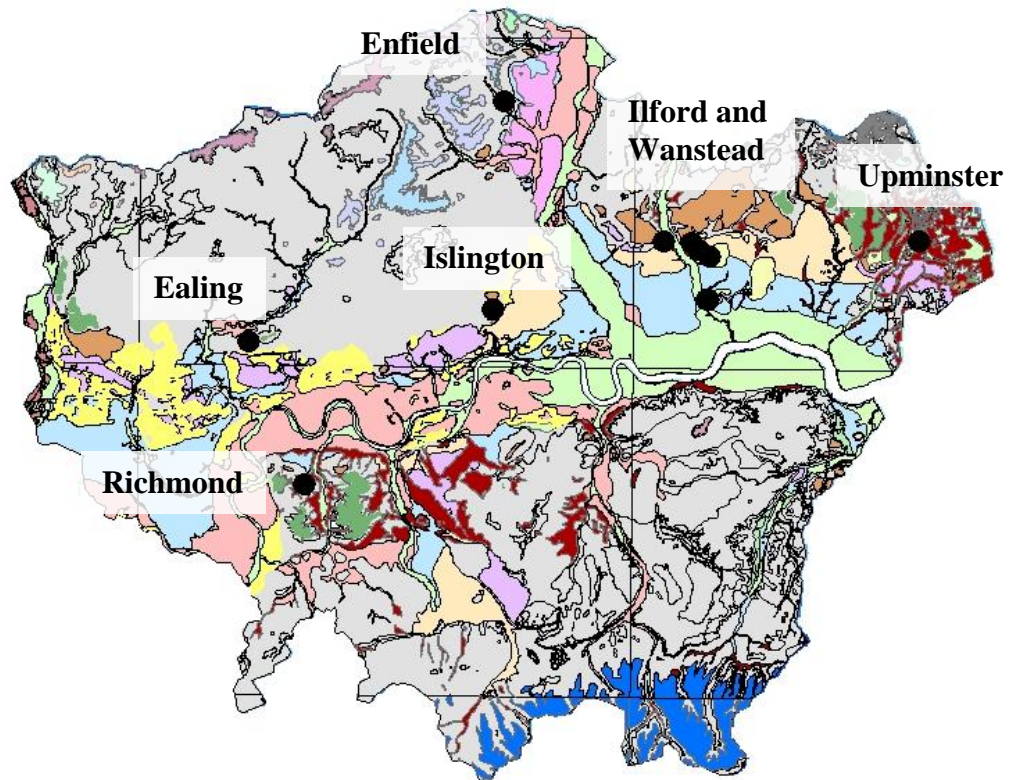 Enfield
Ilford and
Wanstead
Upminster
Islington
Ealing
Richmond